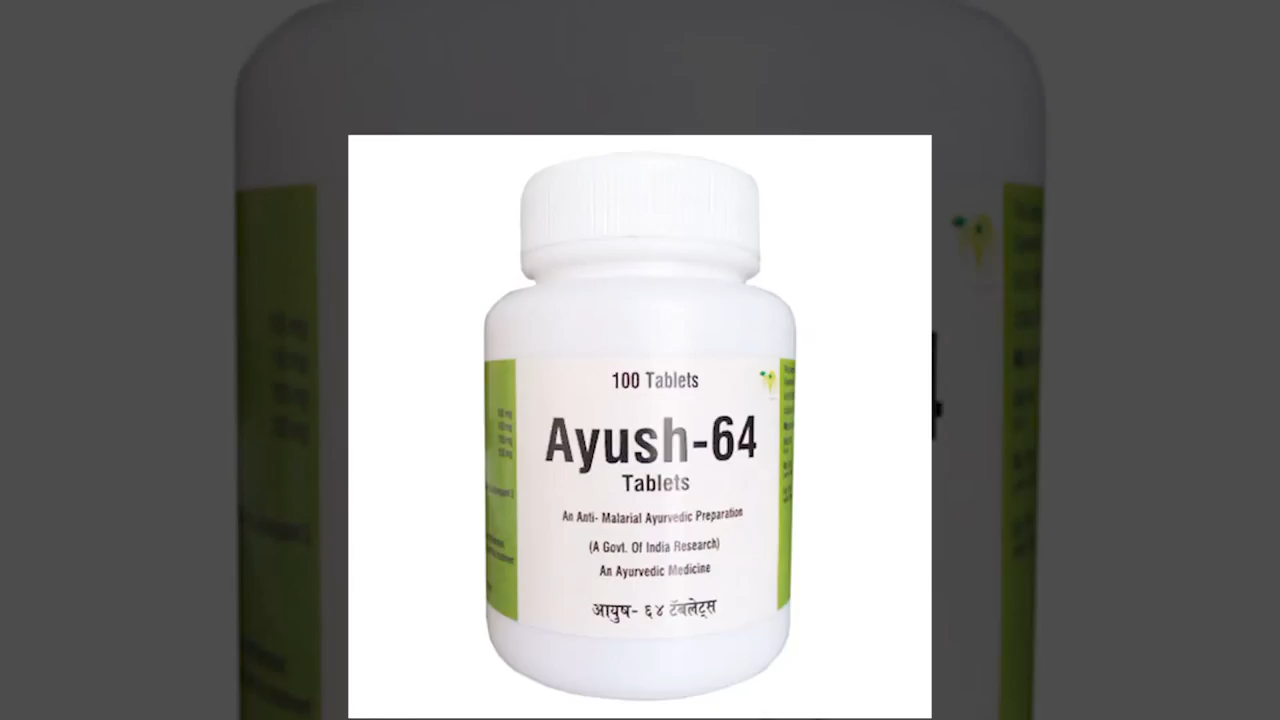 100 Tablets
Ayush-64
Tablets
An Anti- Malarial Ayurvedic Preparation
(A Govt. Of India Research)
An Ayurvedic Medicine
आयुष- ६४ टॅबलेट्स